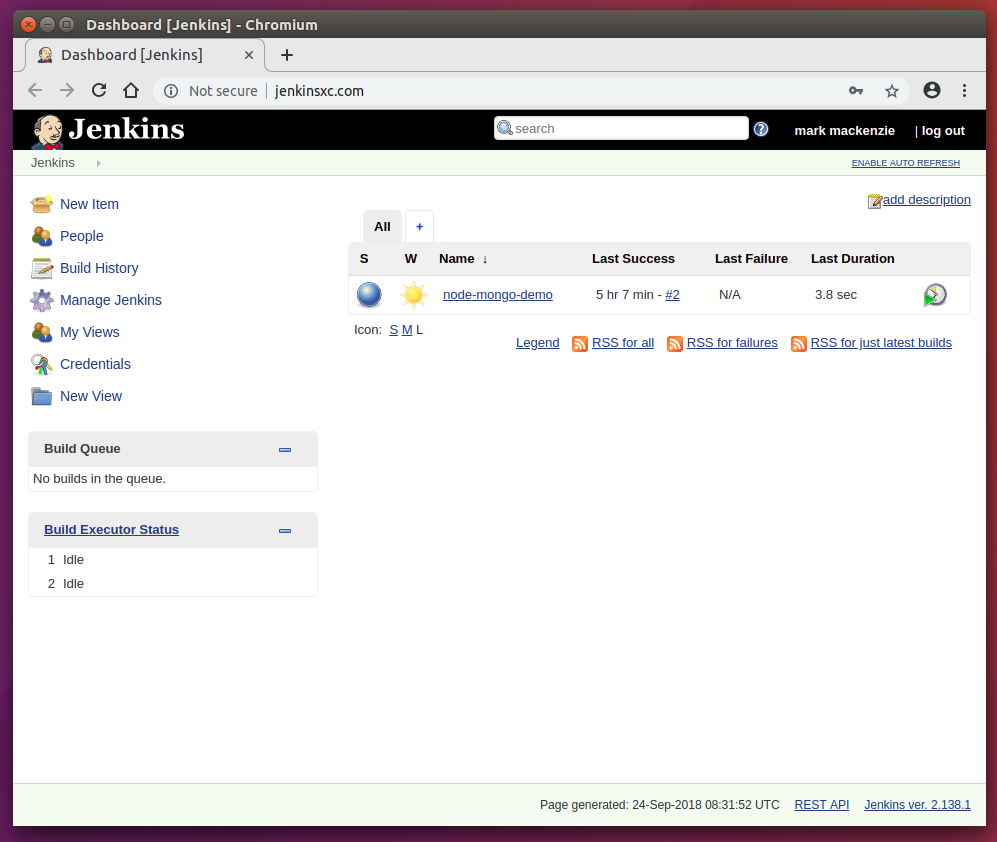 Dashboard [Jenkins] - Chromium
Dashboard [Jenkins]
Not secure | jenkinsxc.com
Jenkins
search
mark mackenzie | log out
Jenkins
ENABLE AUTO REFRESH
New Item
People
Build History
Manage Jenkins
My Views
Credentials
New View
Build Queue
No builds in the queue.
Build Executor Status
1 Idle
2 Idle
add description
All +
S W Name ↓ Last Success Last Failure Last Duration
node-mongo-demo 5 hr 7 min - #2 N/A 3.8 sec
Icon: S M L
Legend RSS for all RSS for failures RSS for just latest builds
Page generated: 24-Sep-2018 08:31:52 UTC REST API Jenkins ver. 2.138.1